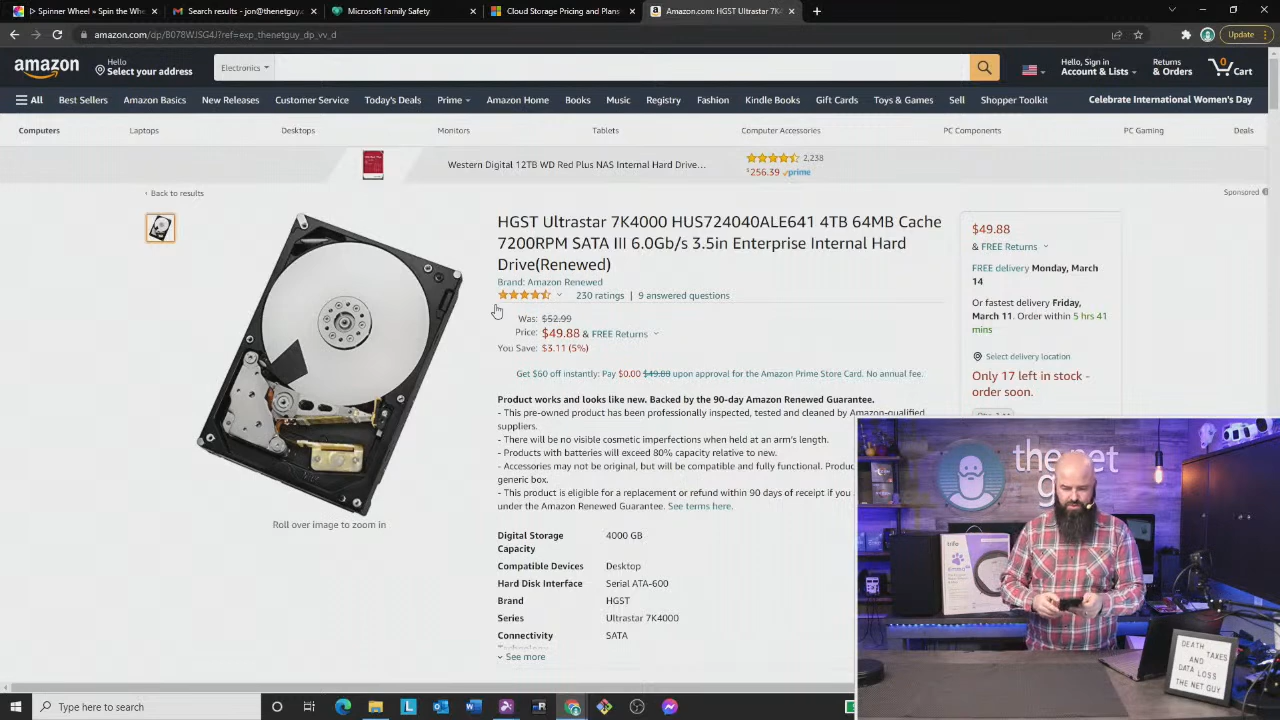 Spinner Wheel » Spin the Whe
Search results - jon@thenetguy.
Microsoft Family Safety
Cloud Storage Pricing and Plans
Amazon.com: HGST Ultrastar 7K4
amazon.com/dp/B078WJSG4J?ref=exp_thenetguy_dp_vv_d
Update
amazon
Hello
Select your address
Electronics
Hello, Sign in
Account & Lists
Returns
& Orders
0
Cart
All
Best Sellers
Amazon Basics
New Releases
Customer Service
Today's Deals
Prime
Amazon Home
Books
Music
Registry
Fashion
Kindle Books
Gift Cards
Toys & Games
Sell
Shopper Toolkit
Celebrate International Women's Day
Computers
Laptops
Desktops
Monitors
Tablets
Computer Accessories
PC Components
PC Gaming
Deals
Western Digital 12TB WD Red Plus NAS Internal Hard Drive...
2,238
$256.39 prime
‹ Back to results
Sponsored
HGST Ultrastar 7K4000 HUS724040ALE641 4TB 64MB Cache
7200RPM SATA III 6.0Gb/s 3.5in Enterprise Internal Hard
Drive(Renewed)
Brand: Amazon Renewed
230 ratings | 9 answered questions
Was: $52.99
Price: $49.88 & FREE Returns
You Save: $3.11 (5%)
Get $60 off instantly: Pay $0.00 $49.88 upon approval for the Amazon Prime Store Card. No annual fee.
Product works and looks like new. Backed by the 90-day Amazon Renewed Guarantee.
- This pre-owned product has been professionally inspected, tested and cleaned by Amazon-qualified
suppliers.
- There will be no visible cosmetic imperfections when held at an arm's length.
- Products with batteries will exceed 80% capacity relative to new.
- Accessories may not be original, but will be compatible and fully functional. Produc
generic box.
- This product is eligible for a replacement or refund within 90 days of receipt if you
under the Amazon Renewed Guarantee. See terms here.
Roll over image to zoom in
Digital Storage
Capacity
4000 GB
Compatible Devices
Desktop
Hard Disk Interface
Serial ATA-600
Brand
HGST
Series
Ultrastar 7K4000
Connectivity
SATA
See more
$49.88
& FREE Returns
FREE delivery Monday, March
14
Or fastest delivery Friday,
March 11. Order within 5 hrs 41
mins
Select delivery location
Only 17 left in stock -
order soon.
the net
trifo
DEATH TAXES
AND
DATA LOSS
THE NET GUY
Type here to search